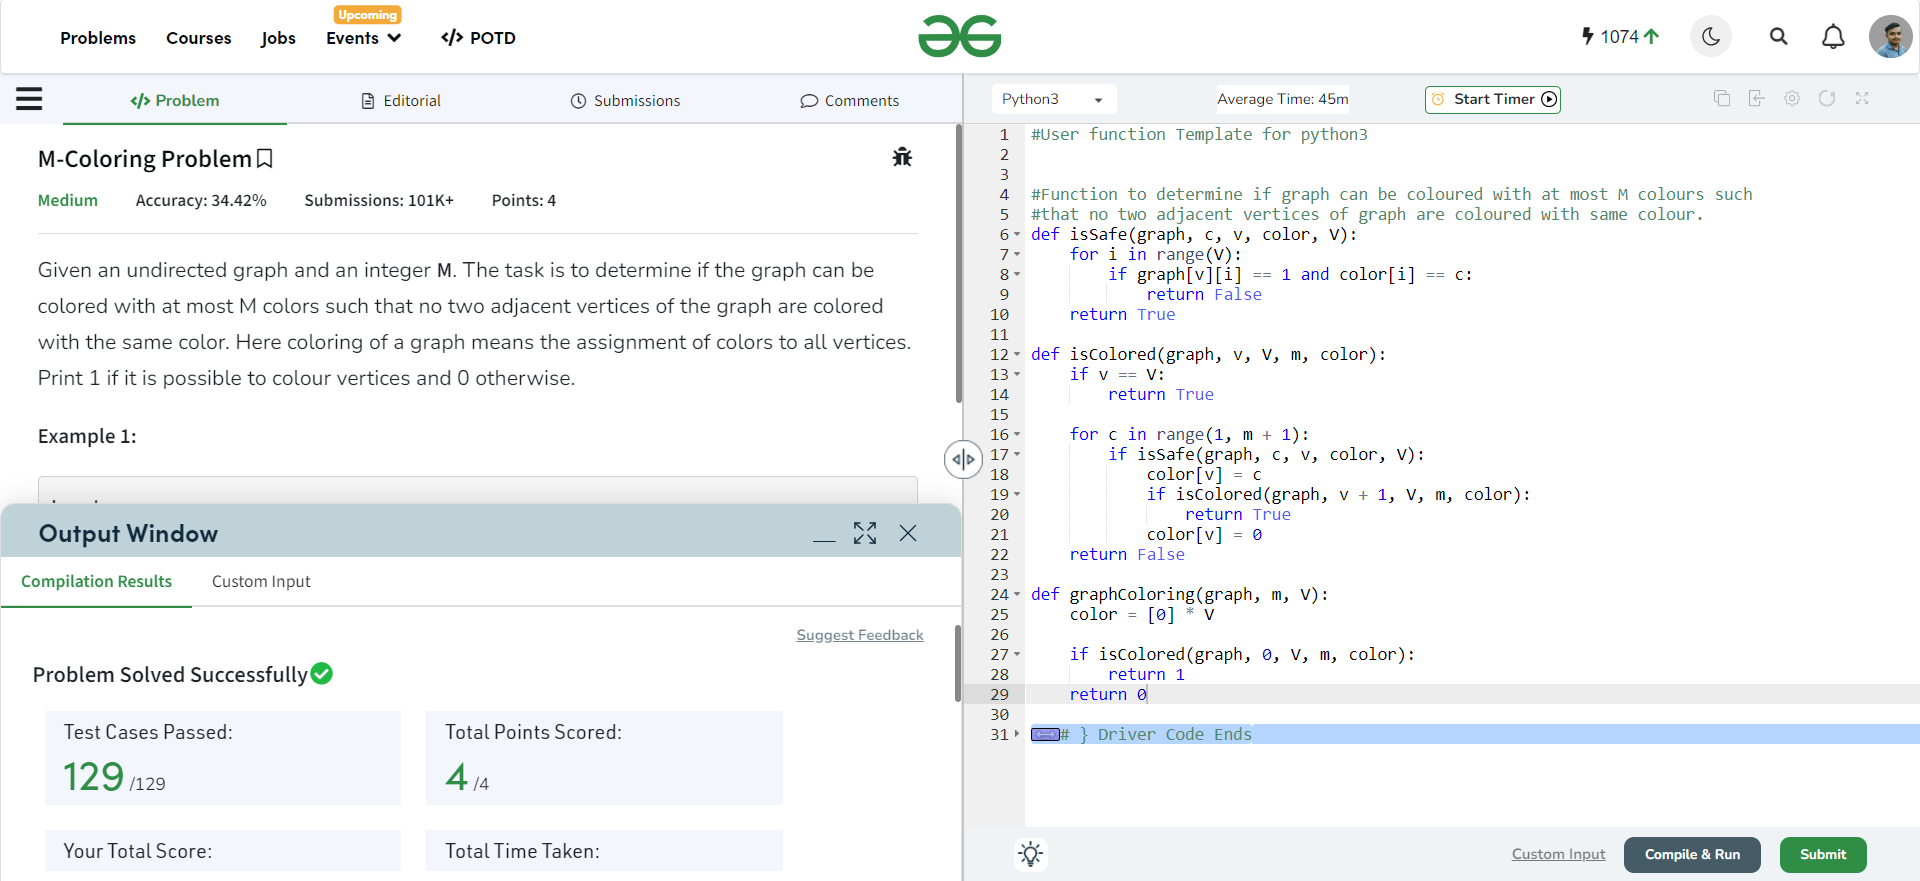 Upcoming
Problems Courses Jobs Events </> POTD
1074
</> Problem Editorial Submissions Comments
Python3 Average Time: 45m Start Timer
M-Coloring Problem
Medium Accuracy: 34.42% Submissions: 101K+ Points: 4
Given an undirected graph and an integer M. The task is to determine if the graph can be
colored with at most M colors such that no two adjacent vertices of the graph are colored
with the same color. Here coloring of a graph means the assignment of colors to all vertices.
Print 1 if it is possible to colour vertices and 0 otherwise.
Example 1:
Output Window
Compilation Results Custom Input
Suggest Feedback
Problem Solved Successfully
Test Cases Passed:
129 /129
Total Points Scored:
4 /4
Your Total Score:
Total Time Taken:
1 #User function Template for python3
2
3
4 #Function to determine if graph can be coloured with at most M colours such
5 #that no two adjacent vertices of graph are coloured with same colour.
6 def isSafe(graph, c, v, color, V):
7     for i in range(V):
8         if graph[v][i] == 1 and color[i] == c:
9             return False
10     return True
11
12 def isColored(graph, v, V, m, color):
13     if v == V:
14         return True
15
16     for c in range(1, m + 1):
17         if isSafe(graph, c, v, color, V):
18             color[v] = c
19             if isColored(graph, v + 1, V, m, color):
20                 return True
21             color[v] = 0
22     return False
23
24 def graphColoring(graph, m, V):
25     color = [0] * V
26
27     if isColored(graph, 0, V, m, color):
28         return 1
29     return 0
30
31 # } Driver Code Ends
Custom Input Compile & Run Submit